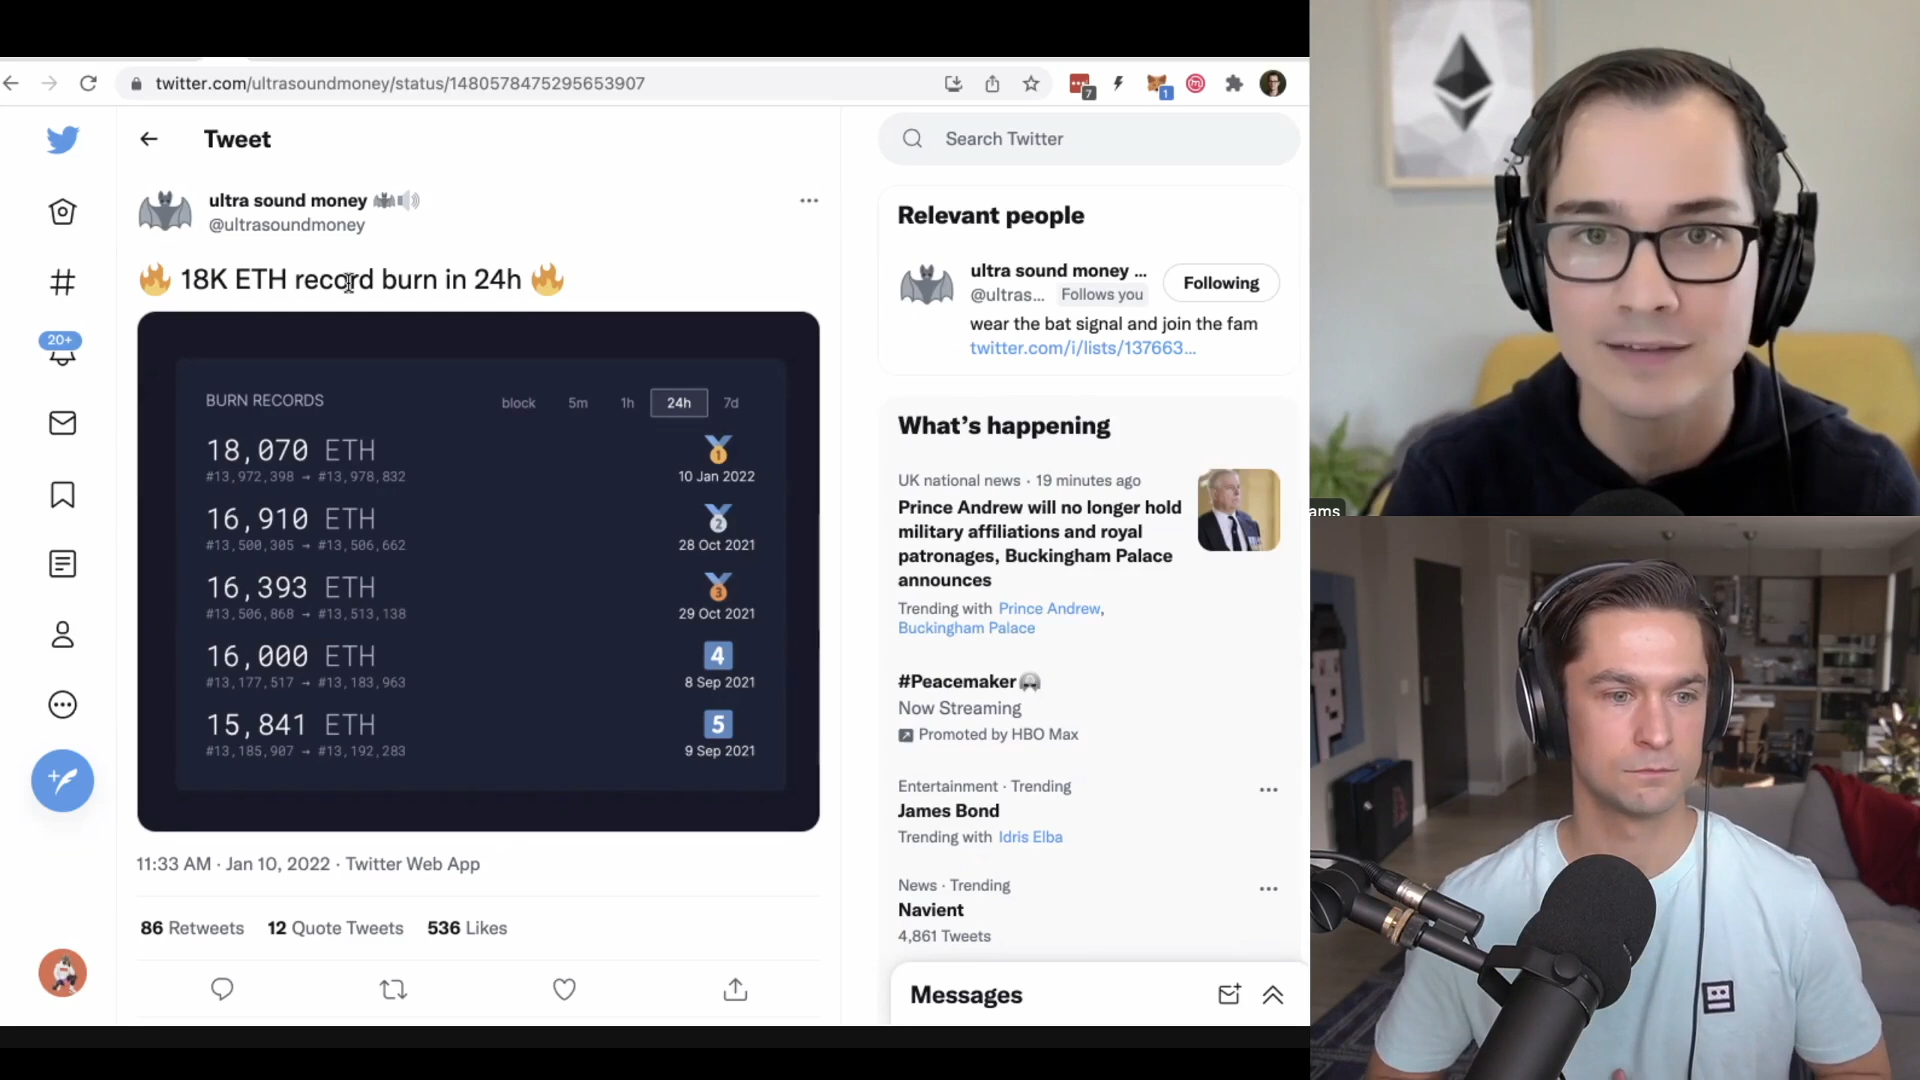 twitter.com/ultrasoundmoney/status/1480578475295653907
7
1
Tweet
ultra sound money
@ultrasoundmoney
18K ETH record burn in 24h
BURN RECORDS
block 5m 1h 24h 7d
18,070 ETH
1
#13,972,398 → #13,978,832
10 Jan 2022
16,910 ETH
2
#13,500,305 → #13,506,662
28 Oct 2021
16,393 ETH
3
#13,506,868 → #13,513,138
29 Oct 2021
16,000 ETH
4
#13,177,517 → #13,183,963
8 Sep 2021
15,841 ETH
5
#13,185,907 → #13,192,283
9 Sep 2021
11:33 AM · Jan 10, 2022 · Twitter Web App
86 Retweets 12 Quote Tweets 536 Likes
20+
Search Twitter
Relevant people
ultra sound money ...
@ultras... Follows you
Following
wear the bat signal and join the fam
twitter.com/i/lists/137663...
What's happening
UK national news · 19 minutes ago
Prince Andrew will no longer hold
military affiliations and royal
patronages, Buckingham Palace
announces
Trending with Prince Andrew,
Buckingham Palace
#Peacemaker
Now Streaming
Promoted by HBO Max
Entertainment · Trending
James Bond
Trending with Idris Elba
News · Trending
Navient
4,861 Tweets
Messages
ams